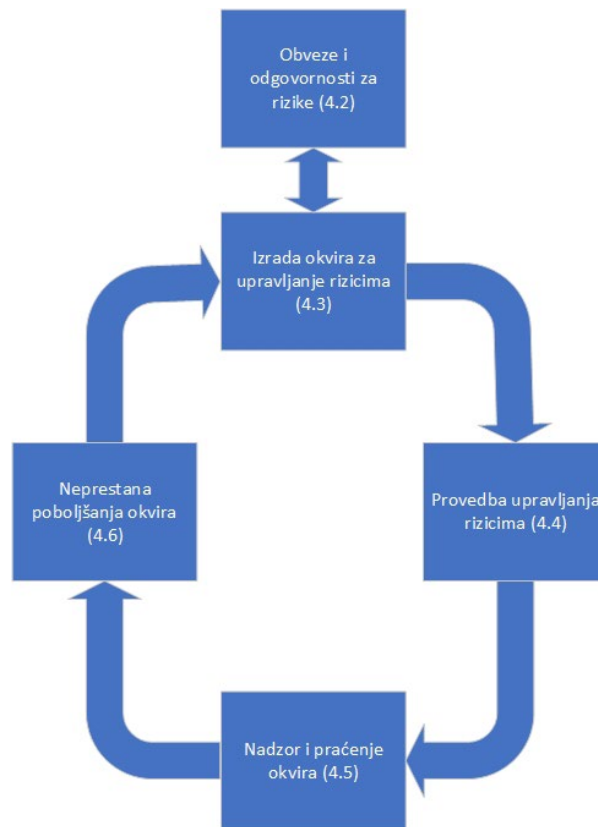 Obveze i
odgovornosti za
rizike (4.2)
Izrada okvira za
upravljanje rizicima
(4.3)
Provedba upravljanja
rizicima (4.4)
Neprestana
poboljšanja okvira
(4.6)
Nadzor i praćenje
okvira (4.5)